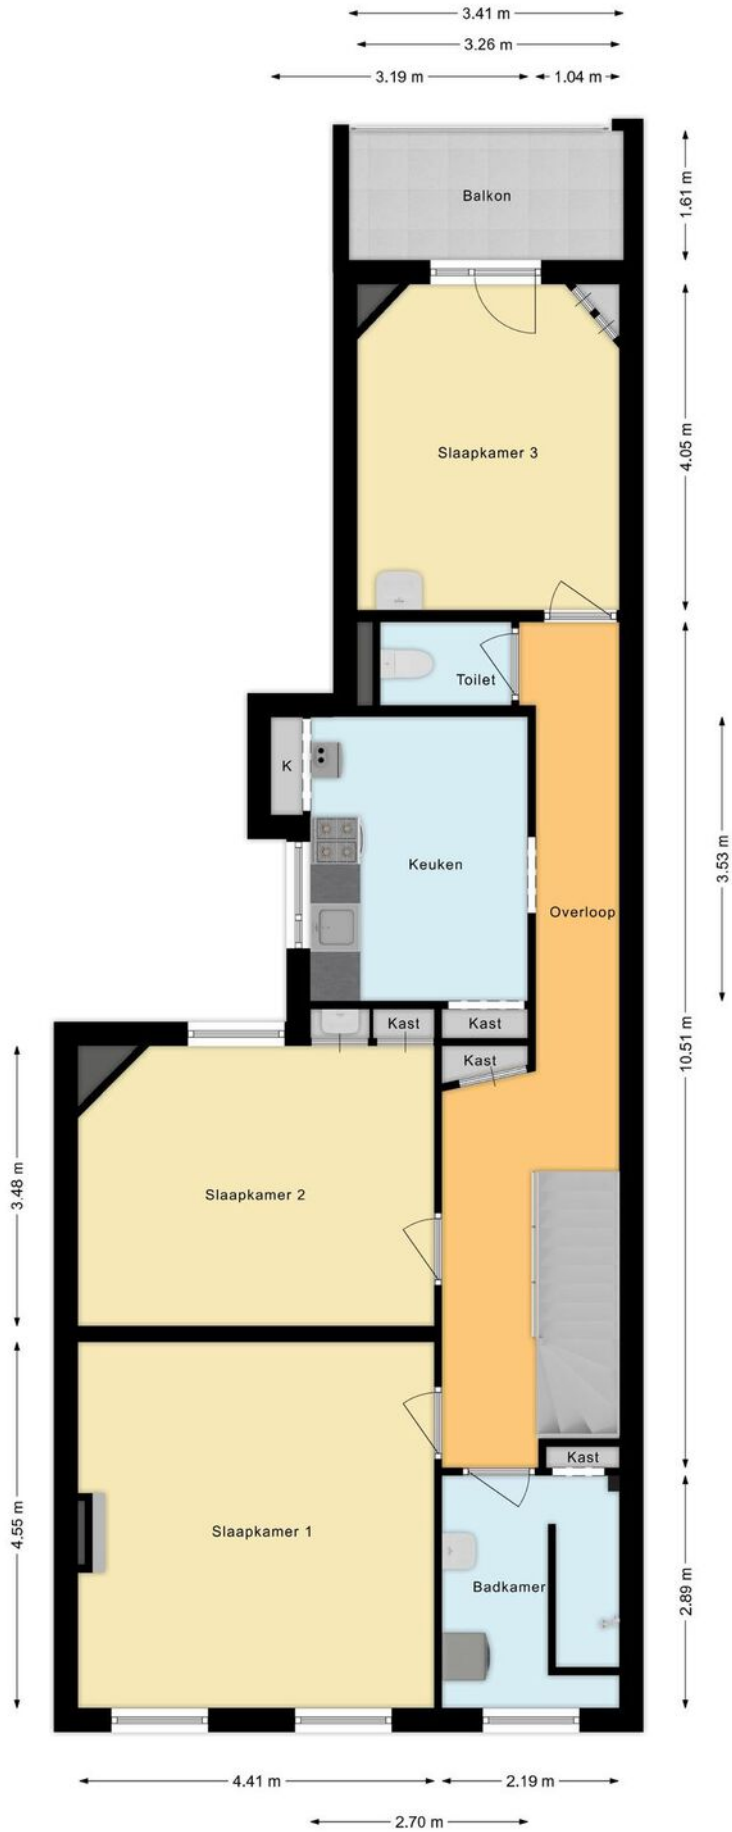 3.41 m
3.26 m
3.19 m
1.04 m
Balkon
1.61 m
Slaapkamer 3
4.05 m
Toilet
K
Keuken
3.53 m
Overloop
Kast
Kast
Kast
10.51 m
Slaapkamer 2
3.48 m
Kast
Slaapkamer 1
4.55 m
Badkamer
2.89 m
4.41 m
2.19 m
2.70 m